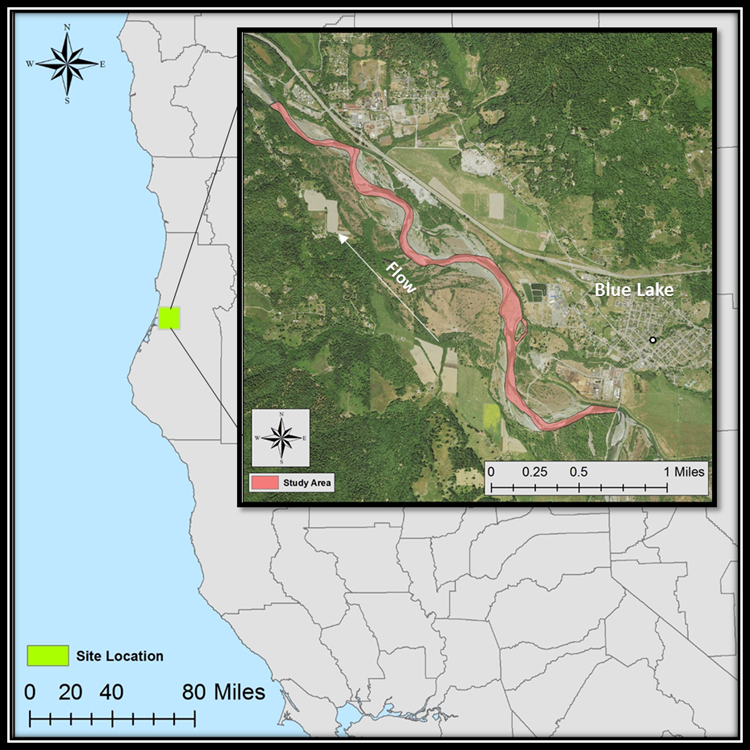 N
W E
S
Flow
Blue Lake
N
W E
S
Study Area
0 0.25 0.5 1 Miles
Site Location
0 20 40 80 Miles